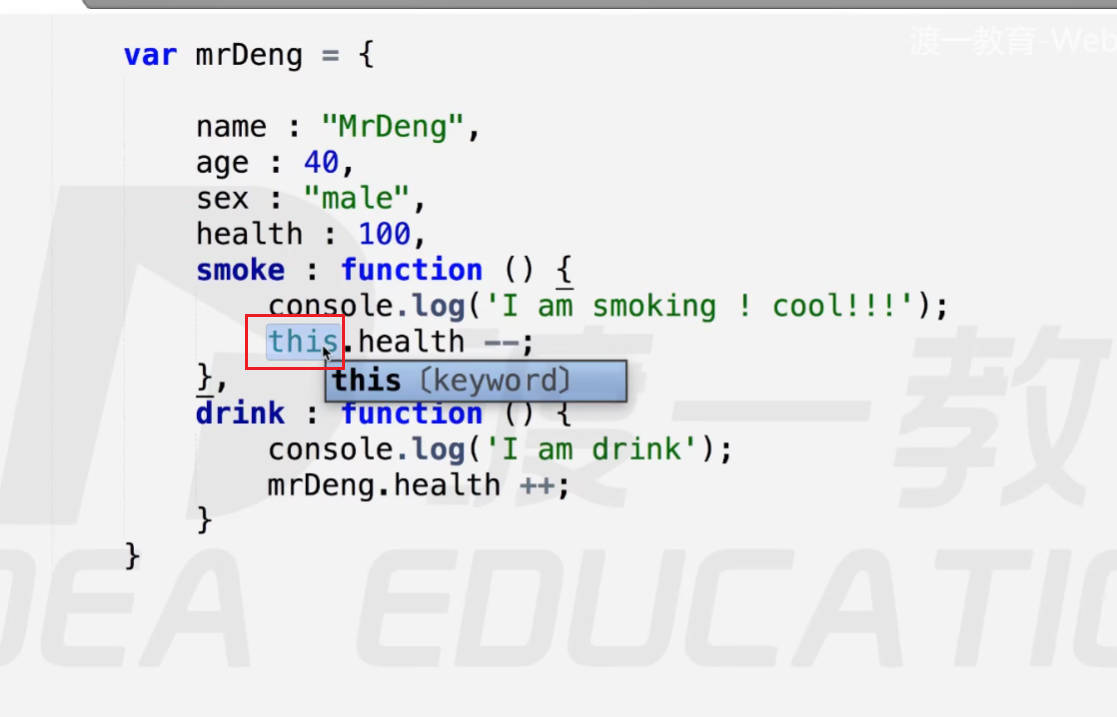 渡一教育-Web
var mrDeng = {
name : "MrDeng",
age : 40,
sex : "male",
health : 100,
smoke : function () {
console.log('I am smoking ! cool!!!');
this.health --;
this〔keyword〕
},
drink : function () {
console.log('I am drink');
mrDeng.health ++;
}
}
渡一教
EDUCATIO